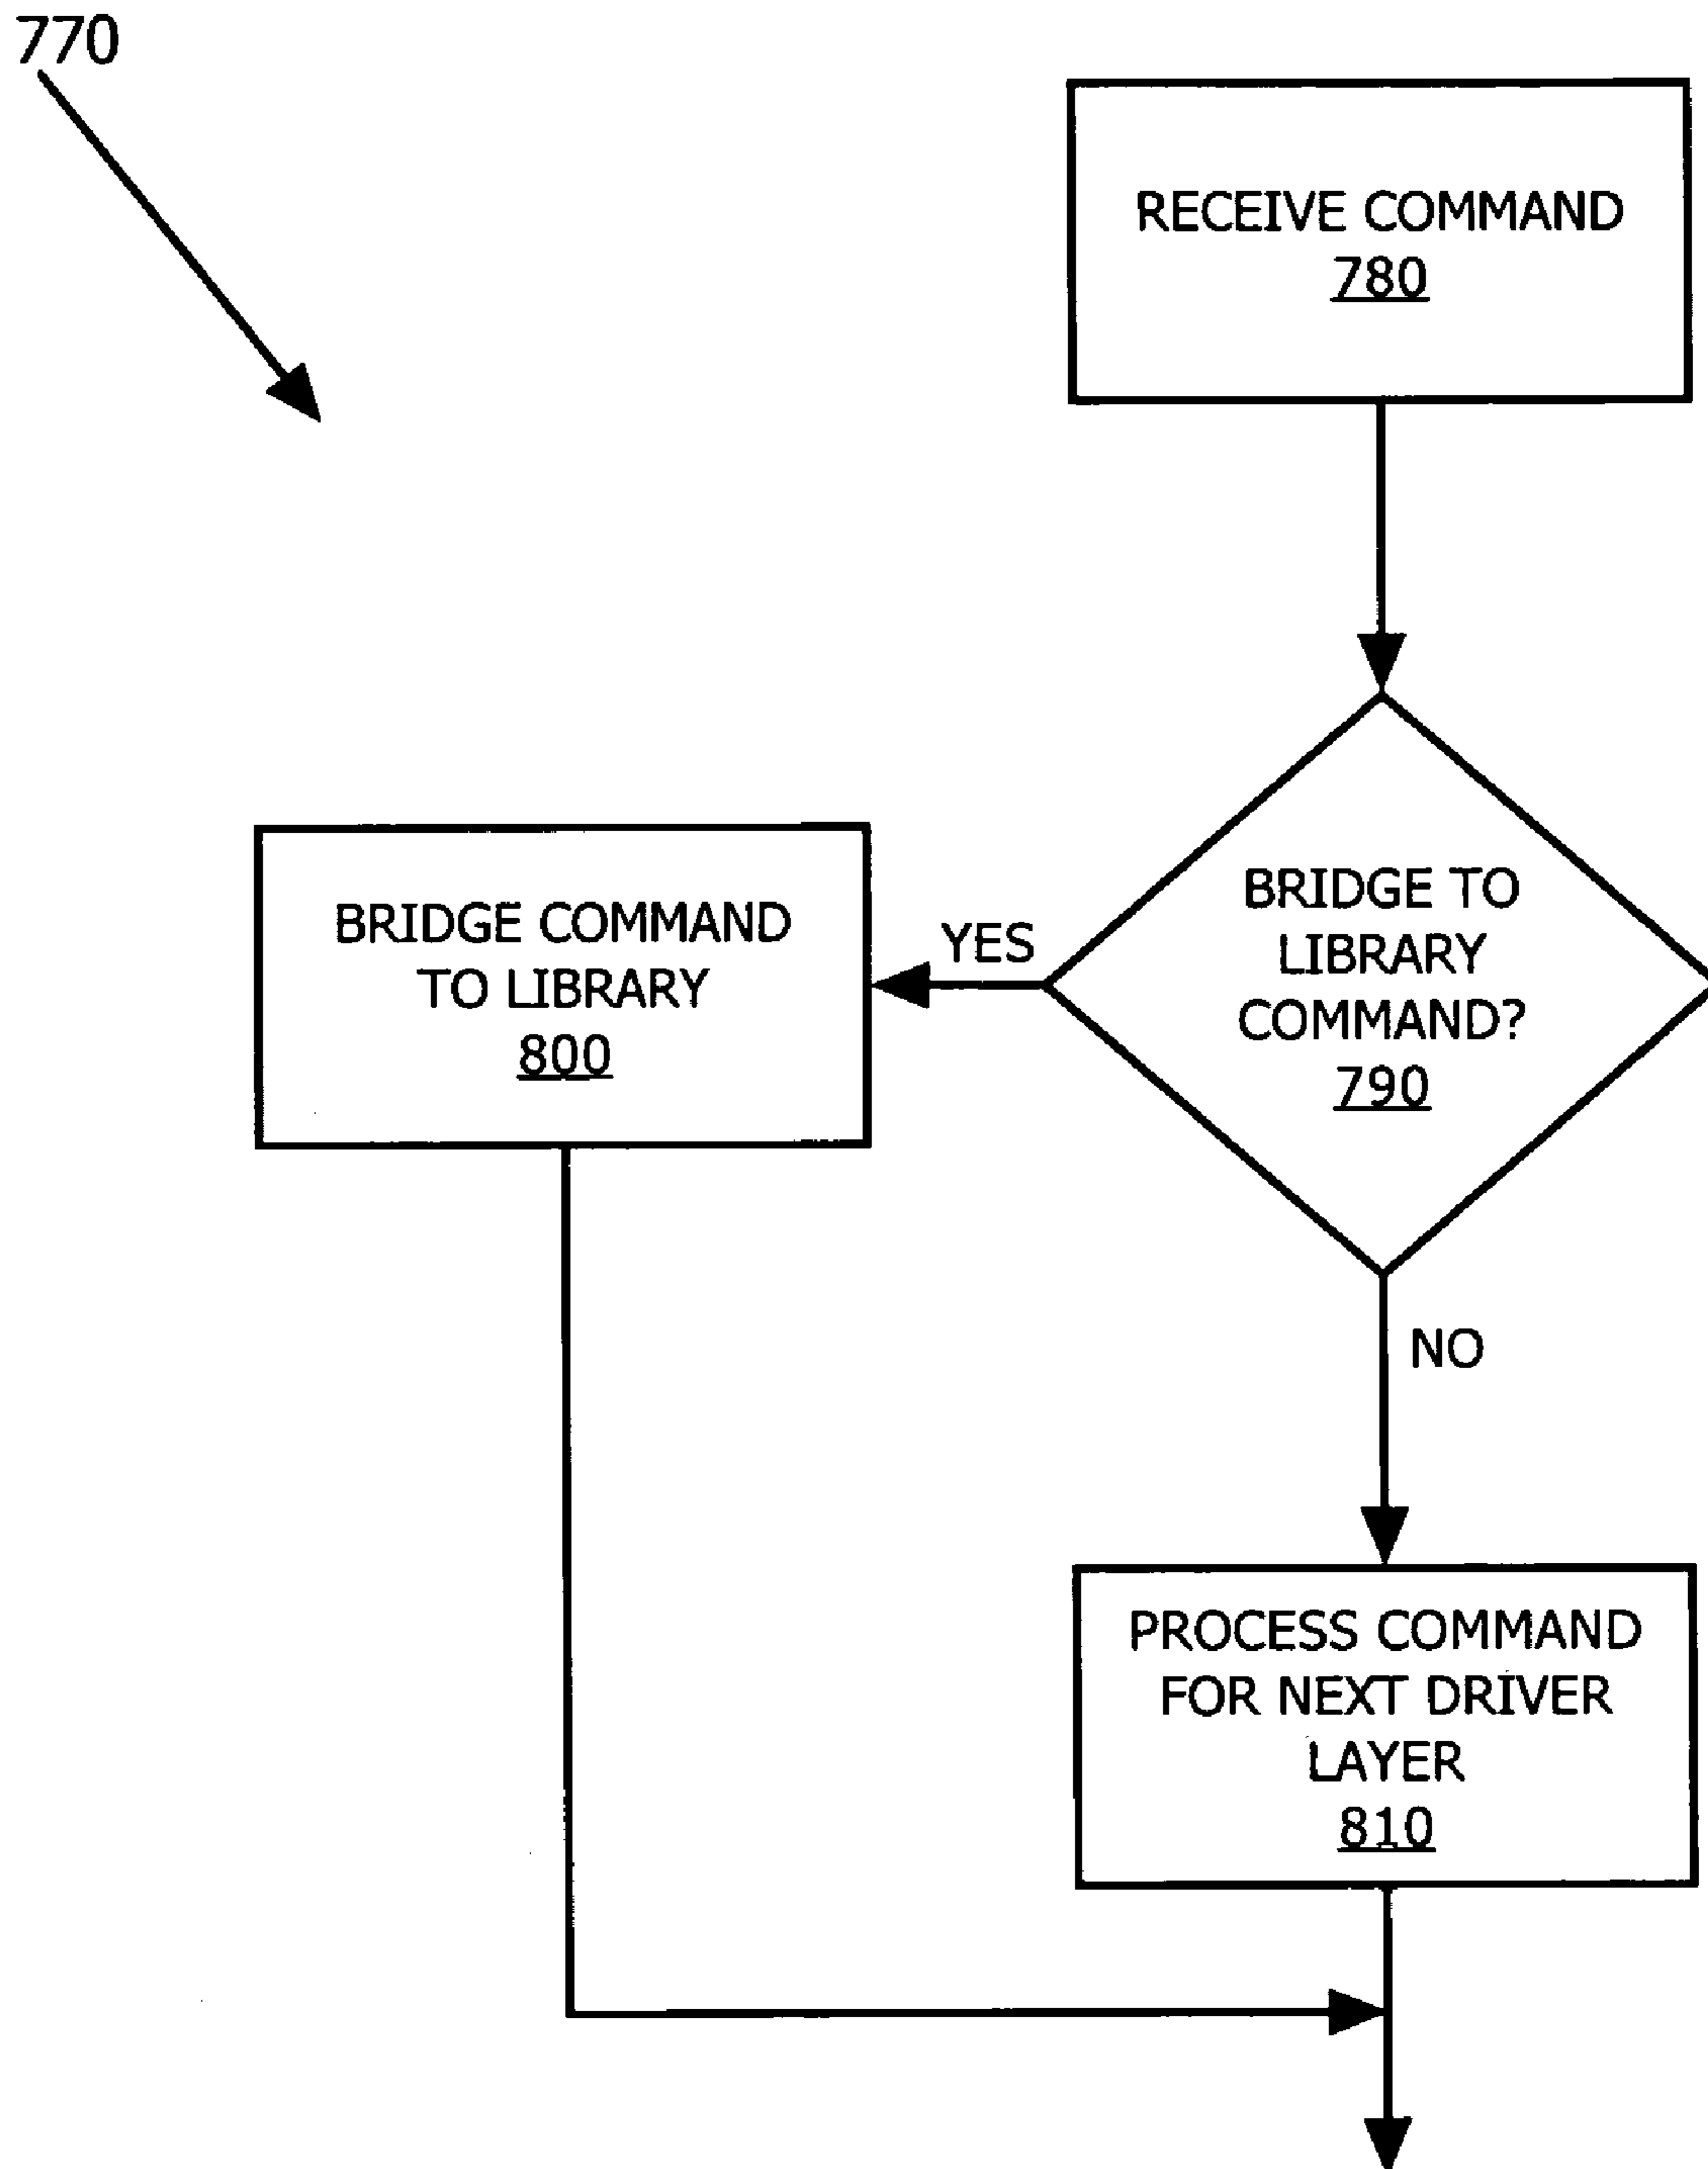 770
RECEIVE COMMAND
780
BRIDGE TO
LIBRARY
COMMAND?
790
YES
BRIDGE COMMAND
TO LIBRARY
800
NO
PROCESS COMMAND
FOR NEXT DRIVER
LAYER
810